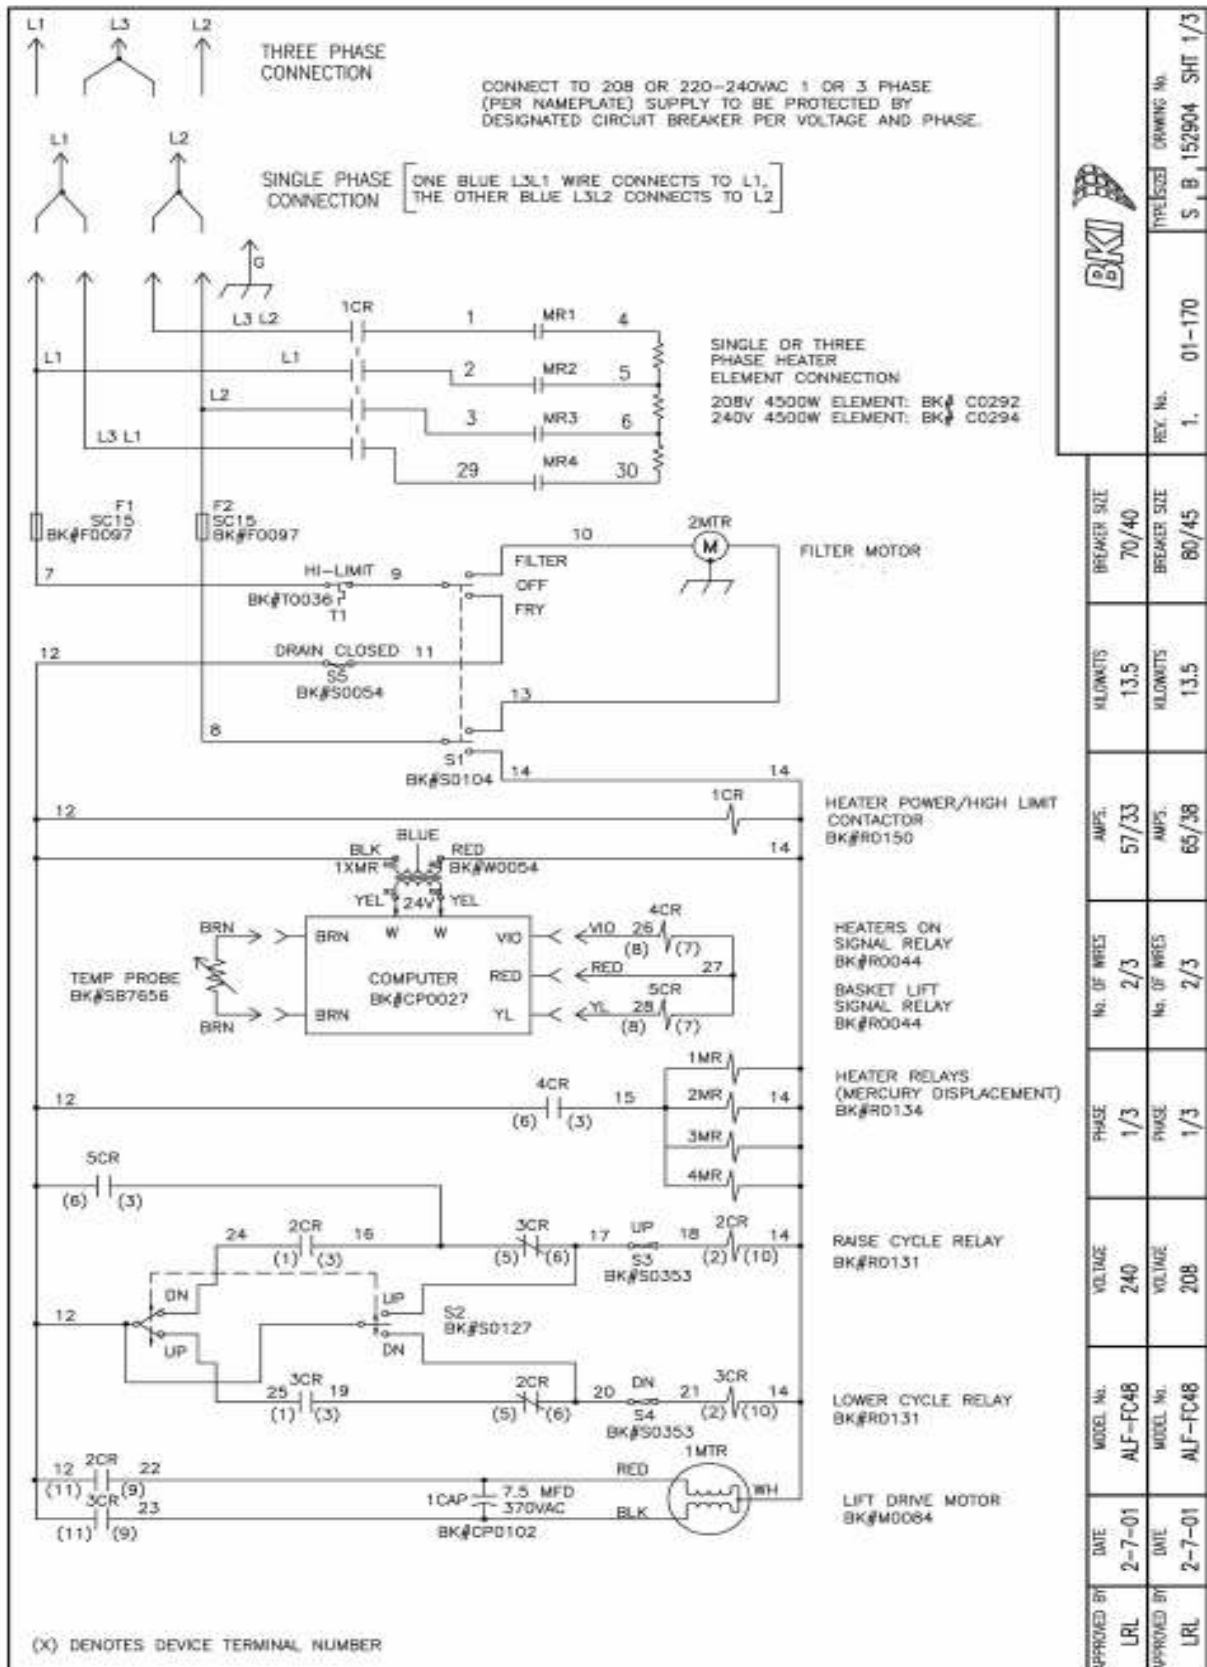 L1 L3 L2
THREE PHASE
CONNECTION
CONNECT TO 208 OR 220-240VAC 1 OR 3 PHASE
(PER NAMEPLATE) SUPPLY TO BE PROTECTED BY
DESIGNATED CIRCUIT BREAKER PER VOLTAGE AND PHASE.
L1 L2
SINGLE PHASE
CONNECTION
ONE BLUE L3L1 WIRE CONNECTS TO L1,
THE OTHER BLUE L3L2 CONNECTS TO L2
G
L3 L2 1CR 1 MR1 4
L1 L1 2 MR2 5
L2 3 MR3 6
L3 L1 29 MR4 30
SINGLE OR THREE
PHASE HEATER
ELEMENT CONNECTION
208V 4500W ELEMENT: BK# C0292
240V 4500W ELEMENT: BK# C0294
F1
SC15
BK#F0097
F2
SC15
BK#F0097
7 HI-LIMIT 9
BK#T0036
T1
FILTER
OFF
FRY
10 2MTR
M
FILTER MOTOR
12 DRAIN CLOSED 11
S5
BK#S0054
13
8
S1
BK#S0104
14 14
12 1CR
HEATER POWER/HIGH LIMIT
CONTACTOR
BK#R0150
BLUE
BLK RED 14
1XMR BK#W0054
YEL 24V YEL
BRN BRN W W VIO VIO 26 4CR
(8) (7)
TEMP PROBE
BK#SB7656
COMPUTER
BK#CP0027
RED RED 27
BRN BRN YL YL 28 5CR
(8) (7)
HEATERS ON
SIGNAL RELAY
BK#R0044
BASKET LIFT
SIGNAL RELAY
BK#R0044
12 4CR 15
(6) (3)
1MR
2MR 14
3MR
4MR
HEATER RELAYS
(MERCURY DISPLACEMENT)
BK#R0134
5CR
(6) (3)
24 2CR 16 3CR 17 UP 18 2CR 14
(1) (3) (5) (6) S3 (2) (10)
BK#S0353
RAISE CYCLE RELAY
BK#R0131
12 DN UP
S2
BK#S0127
UP DN
25 3CR 19 2CR 20 DN 21 3CR 14
(1) (3) (5) (6) S4 (2) (10)
BK#S0353
LOWER CYCLE RELAY
BK#R0131
12 2CR 22 RED 1MTR
(11) (9)
3CR 23 BLK WH
(11) (9)
1CAP 7.5 MFD
370VAC
BK#CP0102
LIFT DRIVE MOTOR
BK#M0084
(X) DENOTES DEVICE TERMINAL NUMBER
BKI
TYPE SIZE DRAWING No.
S B 152904 SHT 1/3
REV. No.
1. 01-170
APPROVED BY DATE MODEL No. VOLTAGE PHASE No. OF WIRES AMPS. KILOWATTS BREAKER SIZE
LRL 2-7-01 ALF-FC48 240 1/3 2/3 57/33 13.5 70/40
APPROVED BY DATE MODEL No. VOLTAGE PHASE No. OF WIRES AMPS. KILOWATTS BREAKER SIZE
LRL 2-7-01 ALF-FC48 208 1/3 2/3 65/38 13.5 80/45